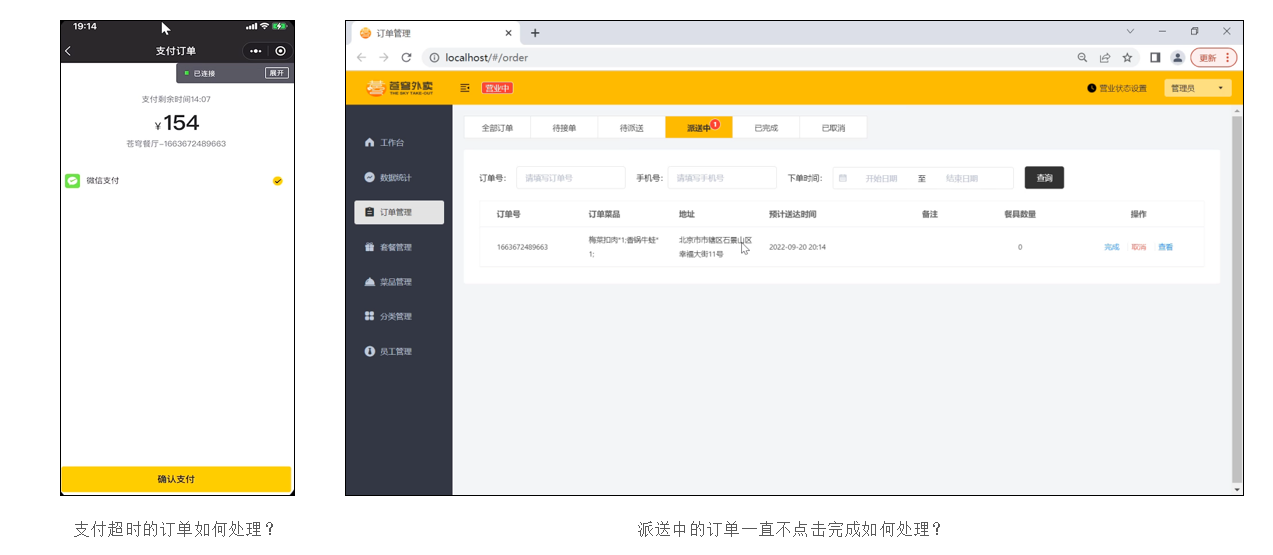 19:14
支付订单
已连接
展开
支付剩余时间14:07
¥154
苍穹餐厅-1663672489663
微信支付
确认支付
支付超时的订单如何处理?
订单管理
localhost/#/order
更新
苍穹外卖
THE SKY TAKE-OUT
营业中
营业状态设置
管理员
工作台
数据统计
订单管理
套餐管理
菜品管理
分类管理
员工管理
全部订单 待接单 待派送 派送中 1 已完成 已取消
订单号: 请填写订单号 手机号: 请填写手机号 下单时间: 开始日期 至 结束日期 查询
订单号 订单菜品 地址 预计送达时间 备注 餐具数量 操作
1663672489663 梅菜扣肉*1;香锅牛蛙*1; 北京市市辖区石景山区幸福大街11号 2022-09-20 20:14 0 完成 取消 查看
派送中的订单一直不点击完成如何处理?